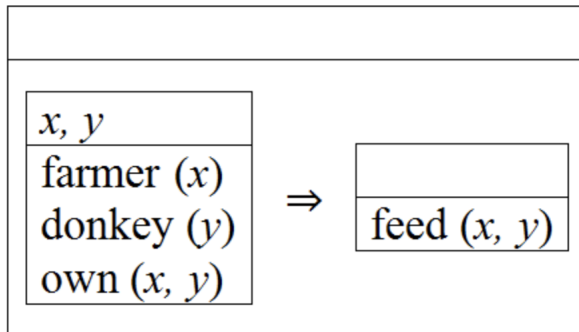 x, y
farmer (x)
donkey (y)
own (x, y)
⇒
feed (x, y)